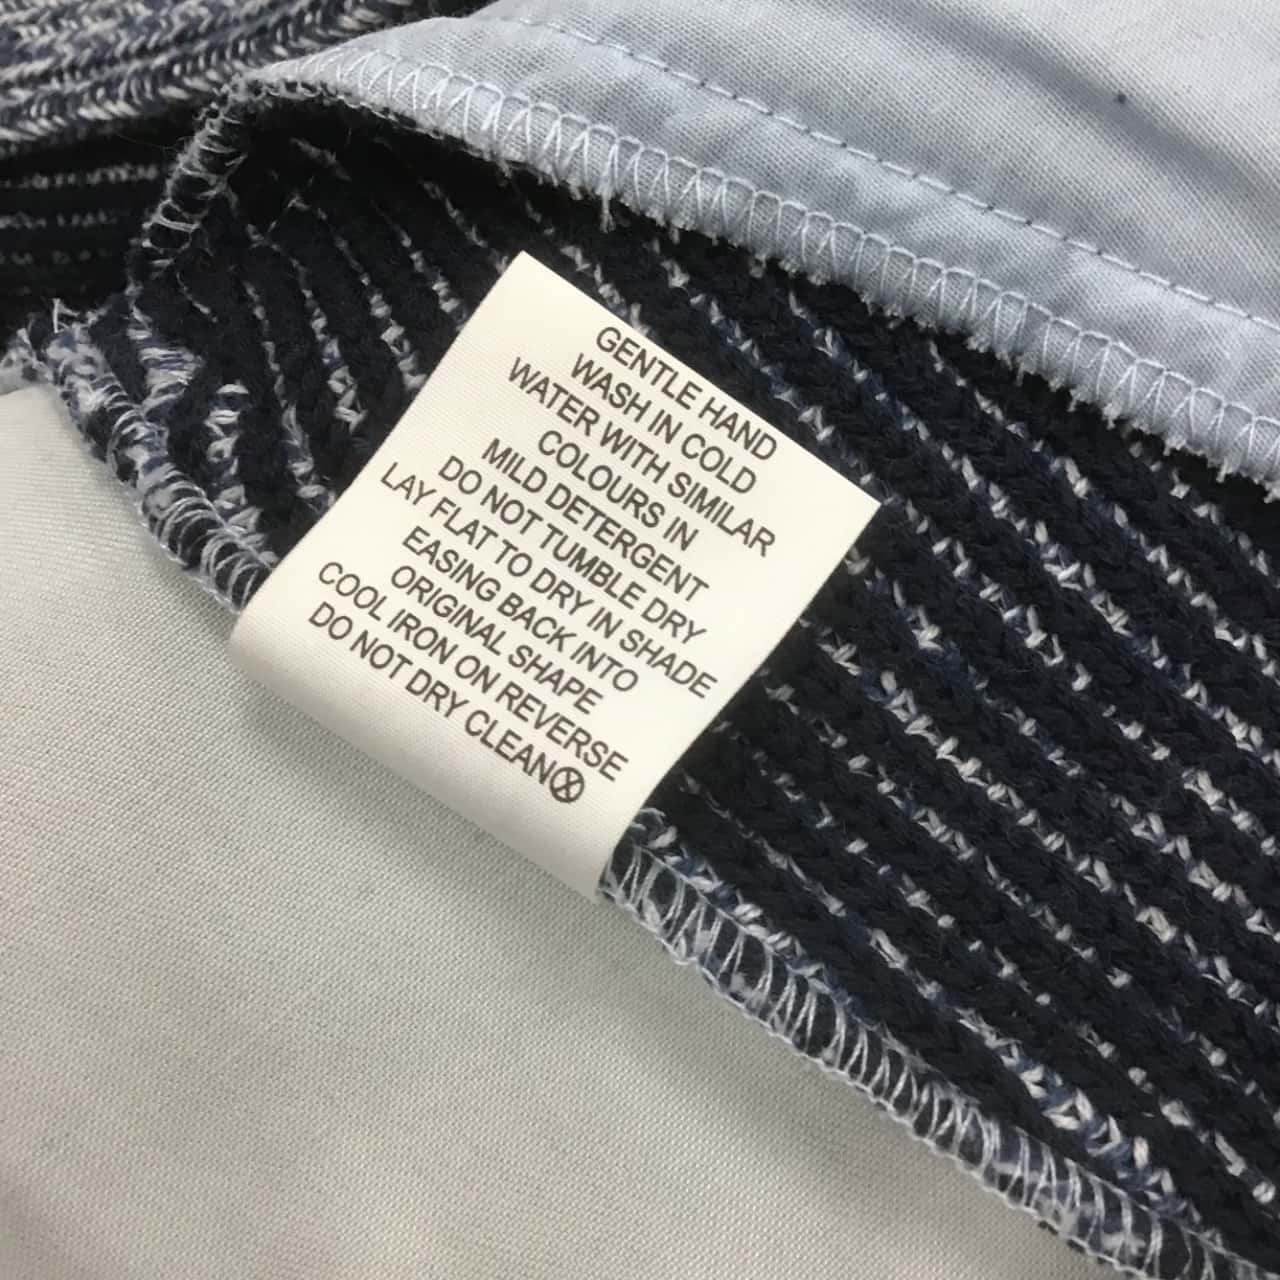 GENTLE HAND
WASH IN COLD
WATER WITH SIMILAR
COLOURS IN
MILD DETERGENT
DO NOT TUMBLE DRY
LAY FLAT TO DRY IN SHADE
EASING BACK INTO
ORIGINAL SHAPE
COOL IRON ON REVERSE
DO NOT DRY CLEAN